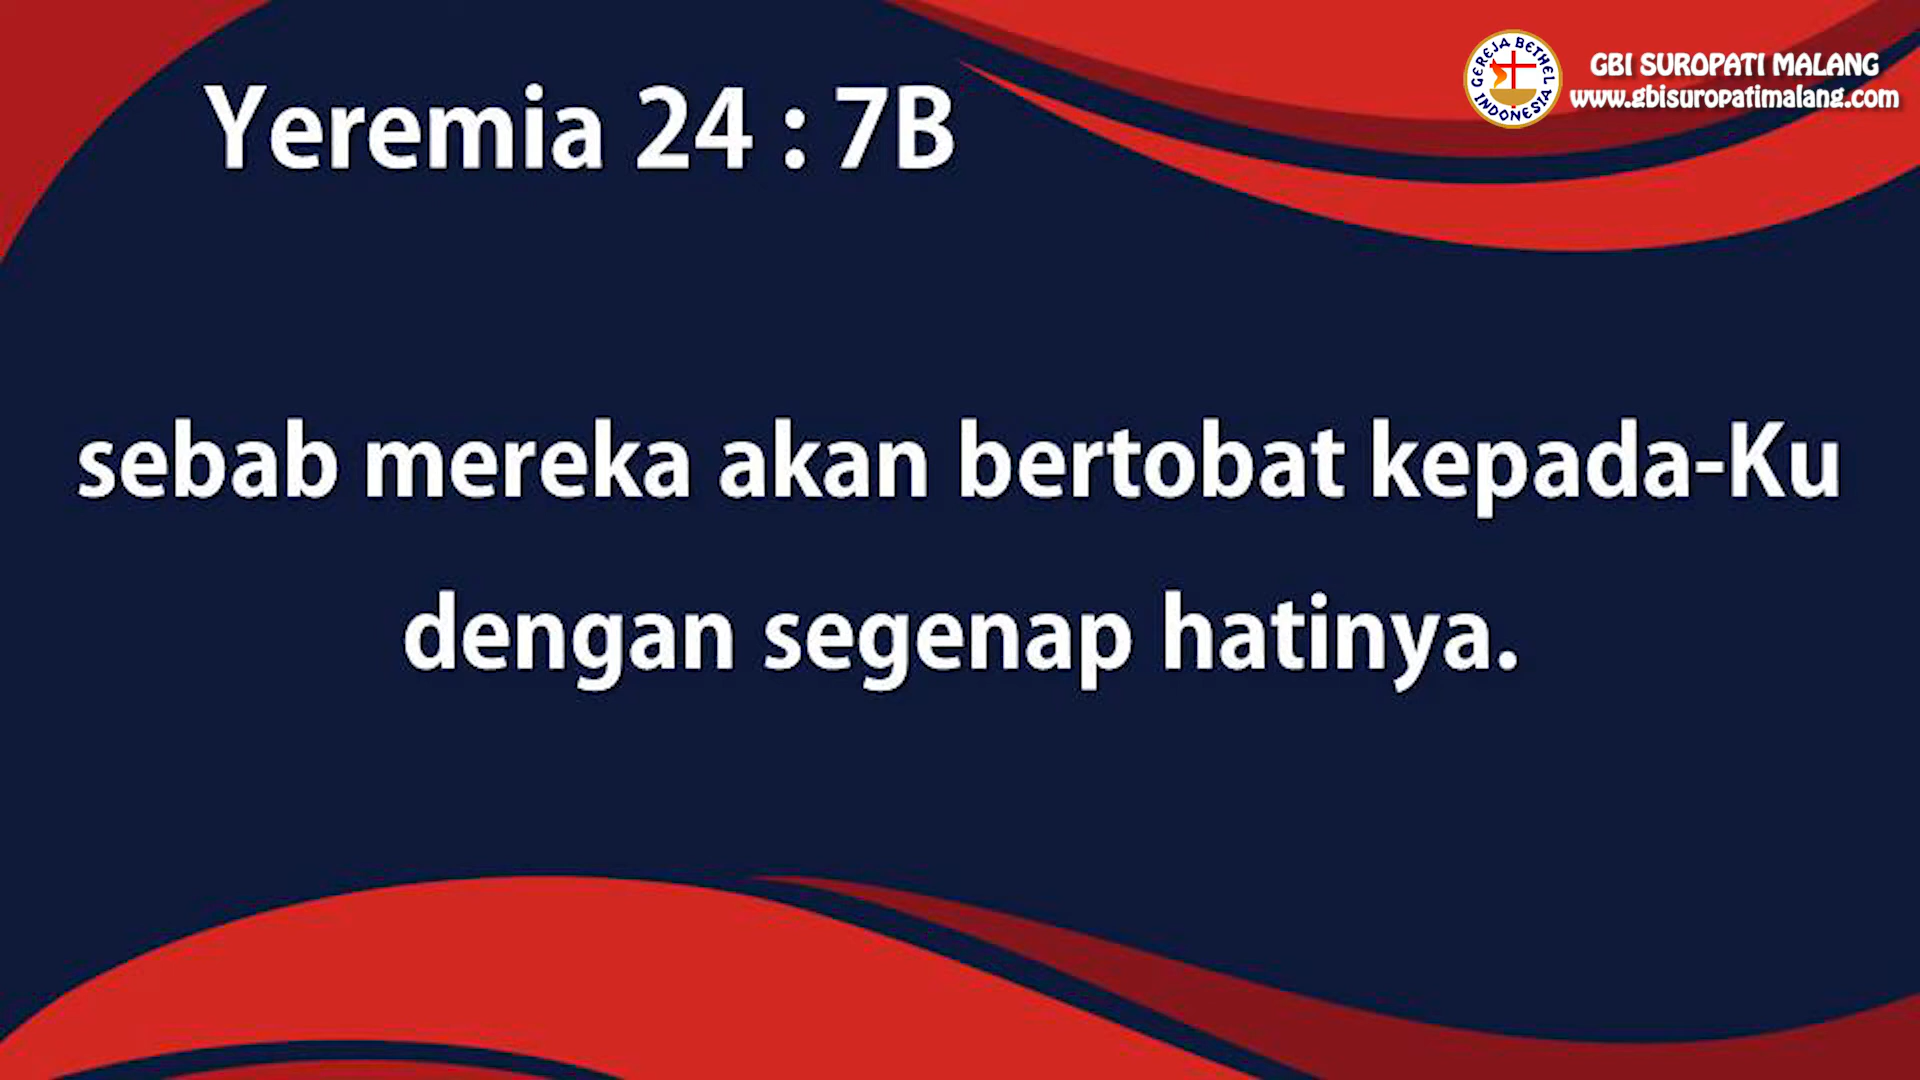 GEREJA BETHEL
INDONESIA
GBI SUROPATI MALANG
www.gbisuropatimalang.com
Yeremia 24 : 7B
sebab mereka akan bertobat kepada-Ku
dengan segenap hatinya.